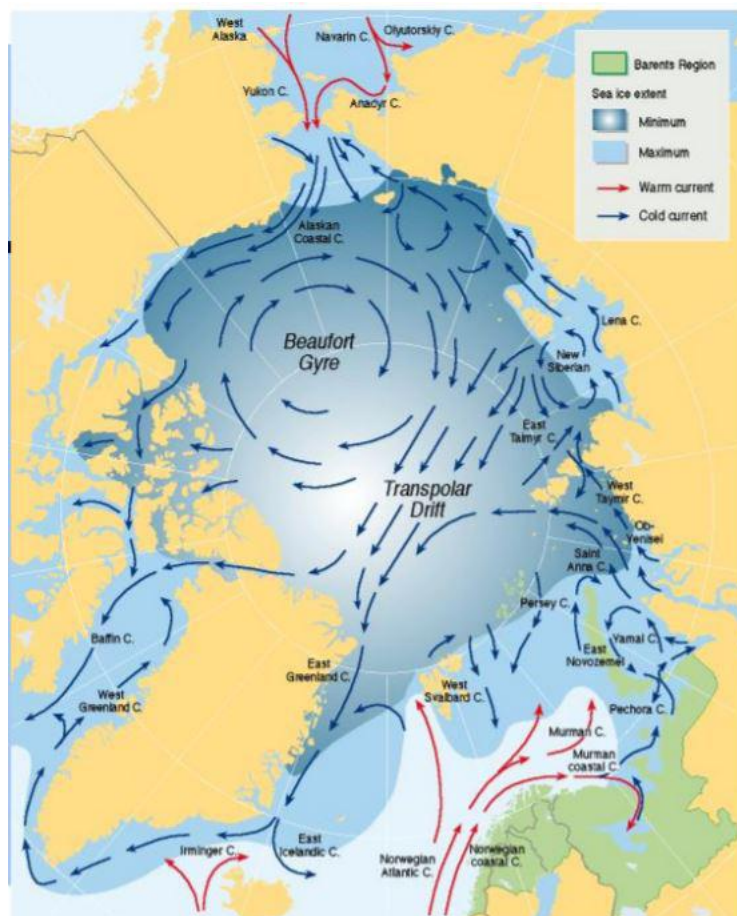 West
Alaska
Navarin C.
Olyutorskiy C.
Yukon C.
Anadyr C.
Barents Region
Sea ice extent
Minimum
Maximum
Warm current
Cold current
Alaskan
Coastal C.
Beaufort
Gyre
Lena C.
New
Siberian
East
Taimyr C.
Transpolar
Drift
West
Taymir C.
Ob-
Yenisei
Saint
Anna C.
Persey C.
Baffin C.
Yamal C.
East
Novozemel
East
Greenland C.
West
Greenland C.
West
Svalbard C.
Pechora C.
Murman C.
Murman
coastal C.
Irminger C.
East
Icelandic C.
Norwegian
Atlantic C.
Norwegian
coastal C.